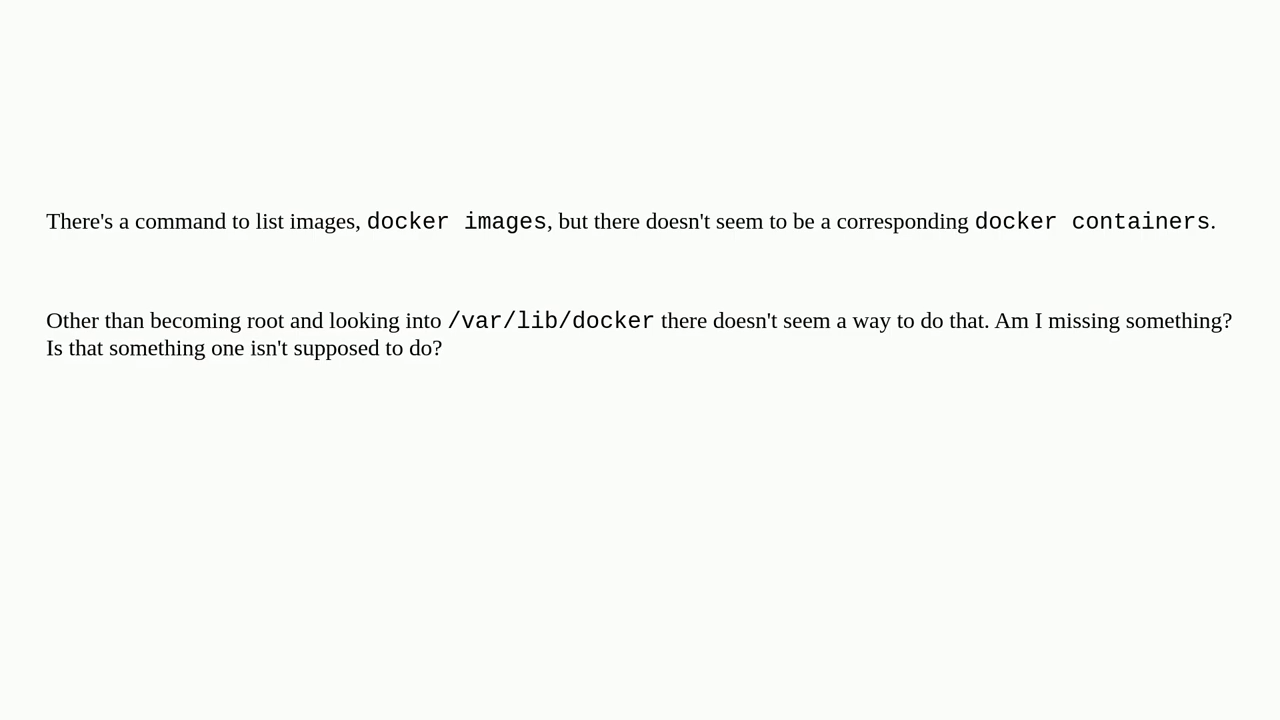 There's a command to list images, docker images, but there doesn't seem to be a corresponding docker containers.
Other than becoming root and looking into /var/lib/docker there doesn't seem a way to do that. Am I missing something?
Is that something one isn't supposed to do?